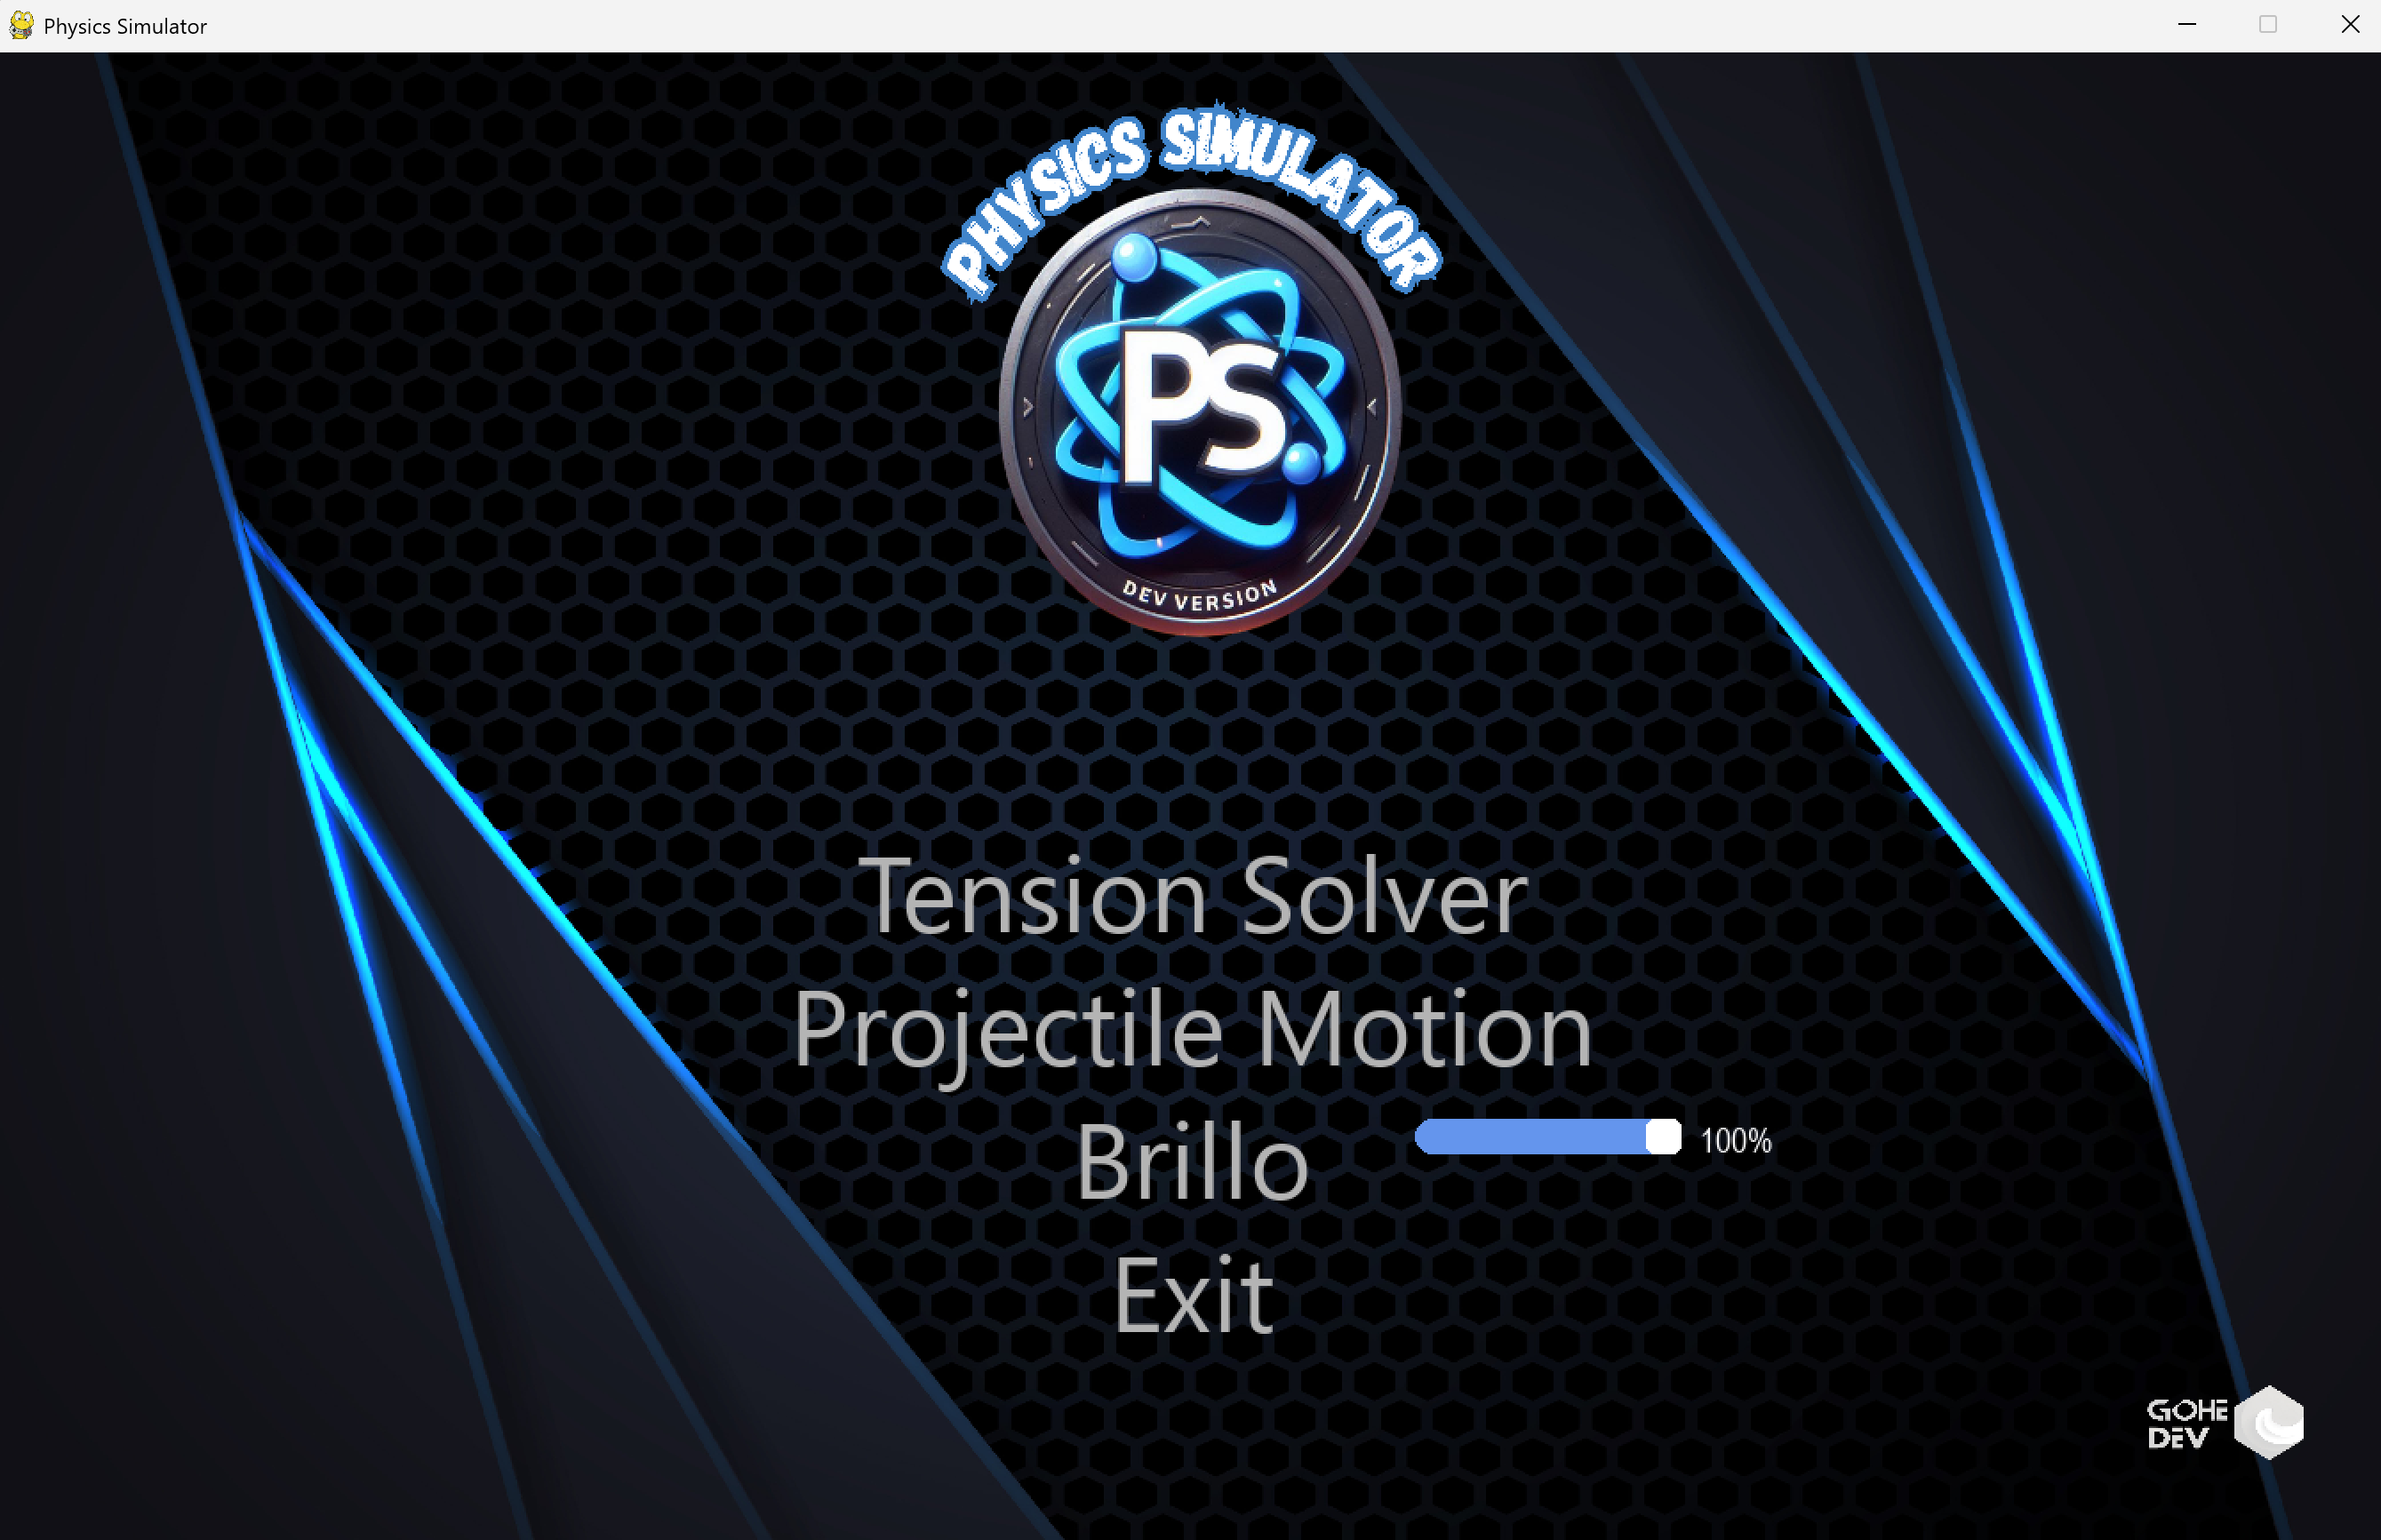 Physics Simulator
PHYSICS SIMULATOR
PS
DEV VERSION
Tension Solver
Projectile Motion
Brillo
100%
Exit
GOHE
DEV